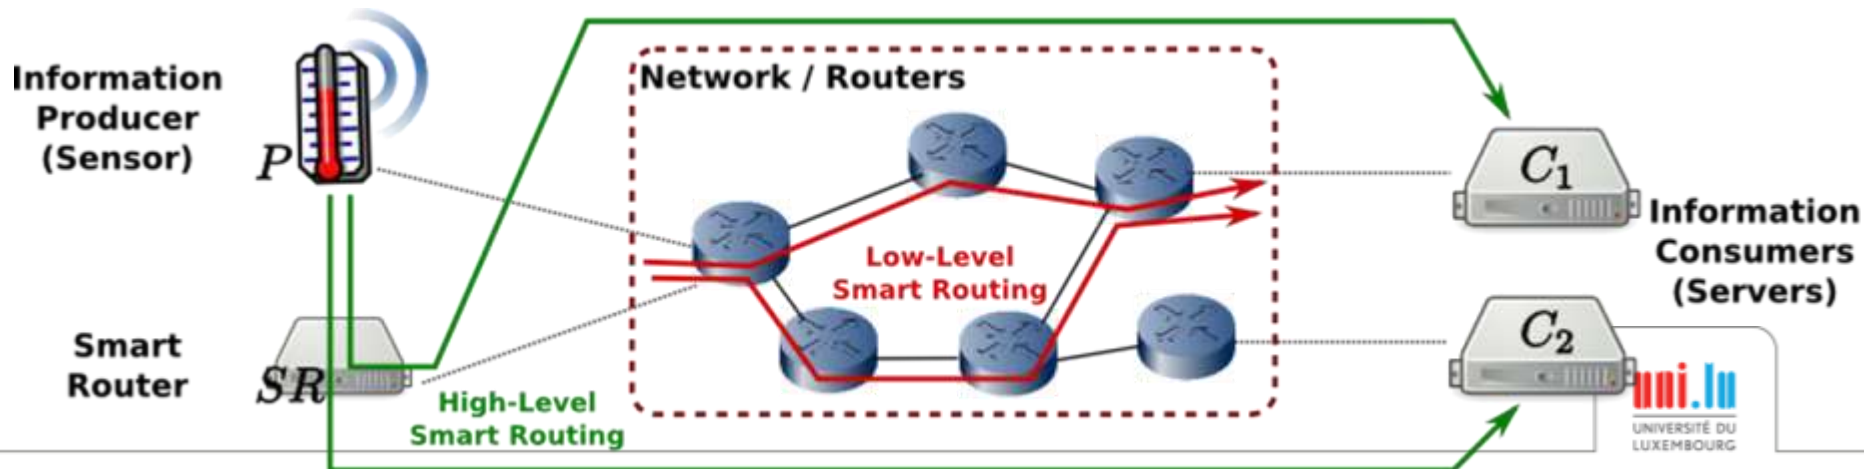 Information
Producer
(Sensor)
P
Smart
Router
SR
High-Level
Smart Routing
Network / Routers
Low-Level
Smart Routing
C1
C2
Information
Consumers
(Servers)
uni.lu
UNIVERSITÉ DU
LUXEMBOURG